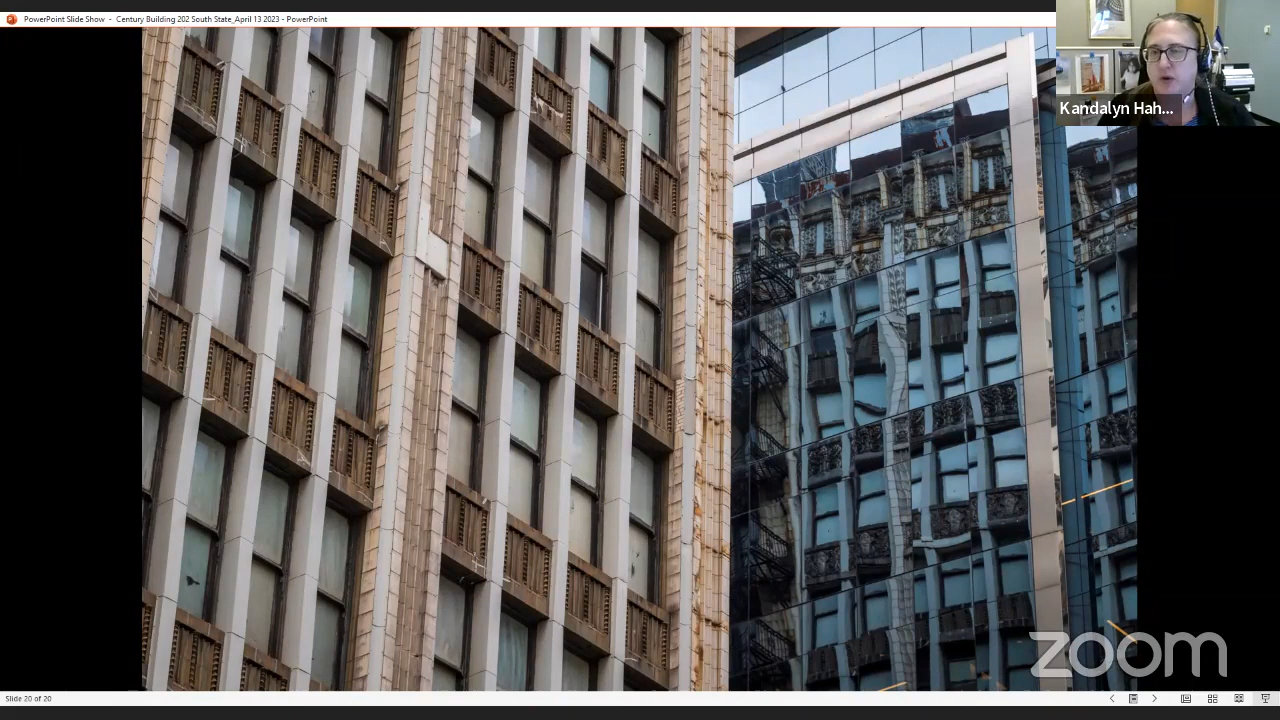 PowerPoint Slide Show - Century Building 202 South State_April 13 2023 - PowerPoint
Kandalyn Hah...
zoom
Slide 20 of 20